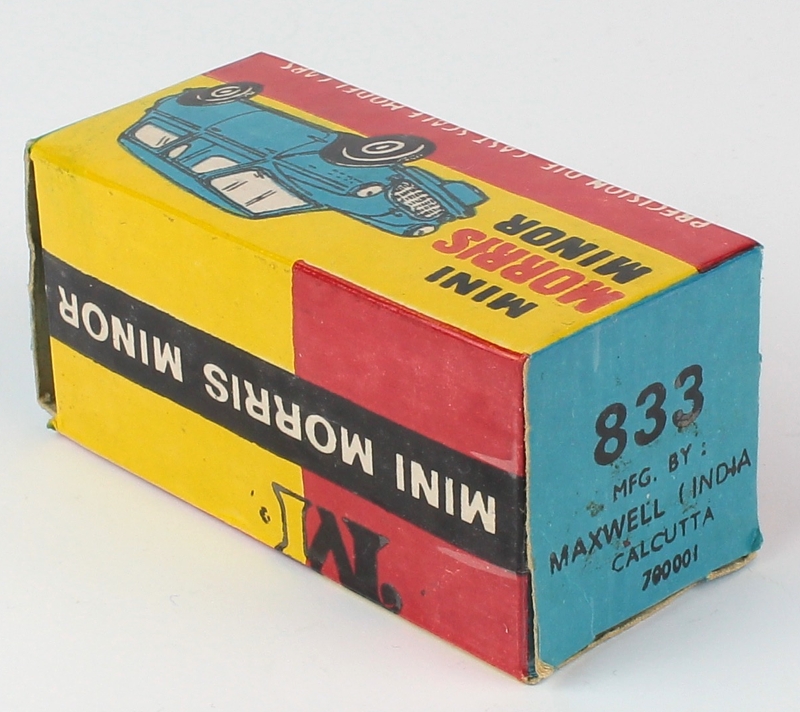 PRECISION DIE CAST SCALE MODEL CARS
MINI
MORRIS
MINOR
MINI MORRIS MINOR
M
833
MFG. BY:
MAXWELL (INDIA
CALCUTTA
700001